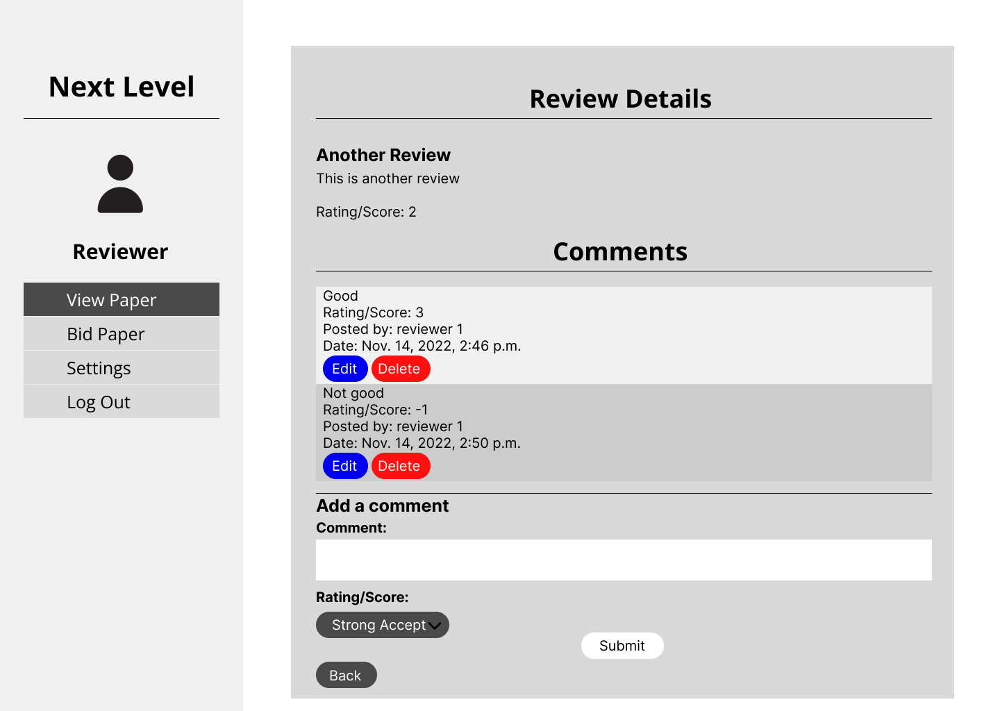 Next Level
Reviewer
View Paper
Bid Paper
Settings
Log Out
Review Details
Another Review
This is another review
Rating/Score: 2
Comments
Good
Rating/Score: 3
Posted by: reviewer 1
Date: Nov. 14, 2022, 2:46 p.m.
Edit Delete
Not good
Rating/Score: -1
Posted by: reviewer 1
Date: Nov. 14, 2022, 2:50 p.m.
Edit Delete
Add a comment
Comment:
Rating/Score:
Strong Accept
Submit
Back